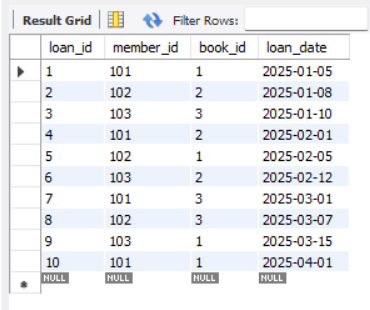 Result Grid Filter Rows:
loan_id member_id book_id loan_date
1 101 1 2025-01-05
2 102 2 2025-01-08
3 103 3 2025-01-10
4 101 2 2025-02-01
5 102 1 2025-02-05
6 103 2 2025-02-12
7 101 3 2025-03-01
8 102 3 2025-03-07
9 103 1 2025-03-15
10 101 1 2025-04-01
NULL NULL NULL NULL